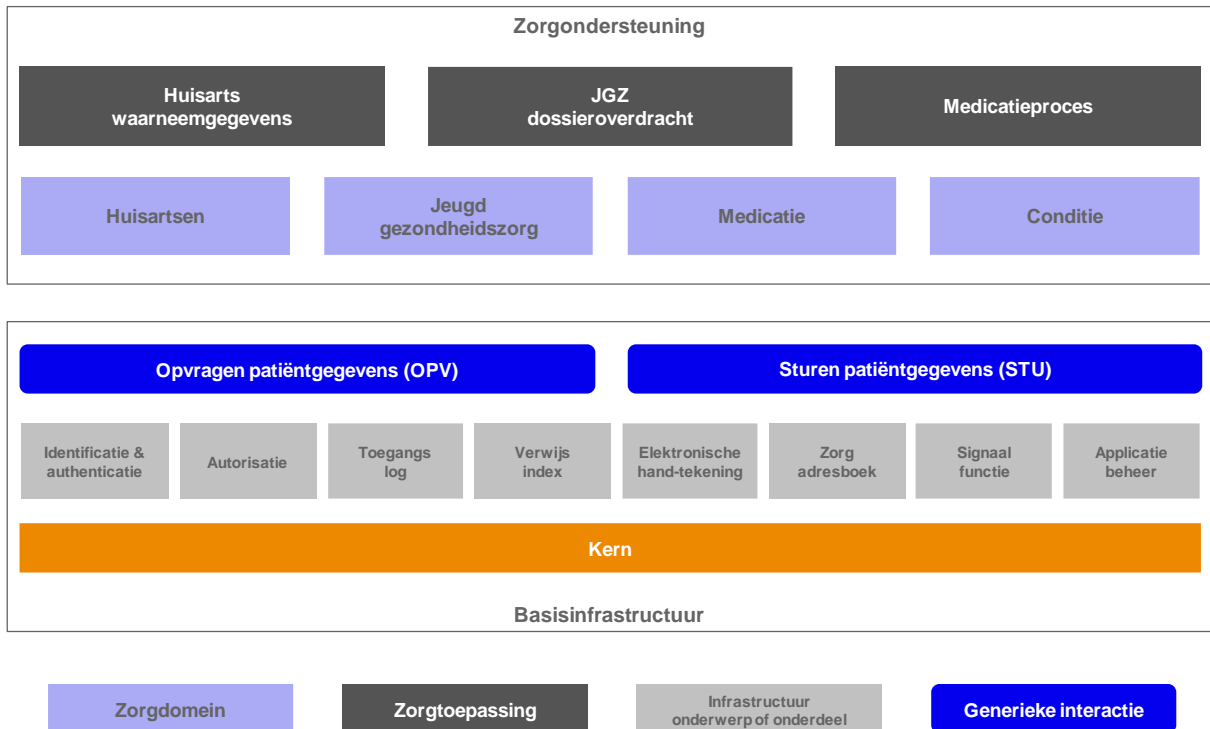 Zorgondersteuning
Huisarts
waarneemgegevens
JGZ
dossieroverdracht
Medicatieproces
Huisartsen
Jeugd
gezondheidszorg
Medicatie
Conditie
Opvragen patiëntgegevens (OPV)
Sturen patiëntgegevens (STU)
Identificatie &
authenticatie
Autorisatie
Toegangs
log
Verwijs
index
Elektronische
hand-tekening
Zorg
adresboek
Signaal
functie
Applicatie
beheer
Kern
Basisinfrastructuur
Zorgdomein
Zorgtoepassing
Infrastructuur
onderwerp of onderdeel
Generieke interactie